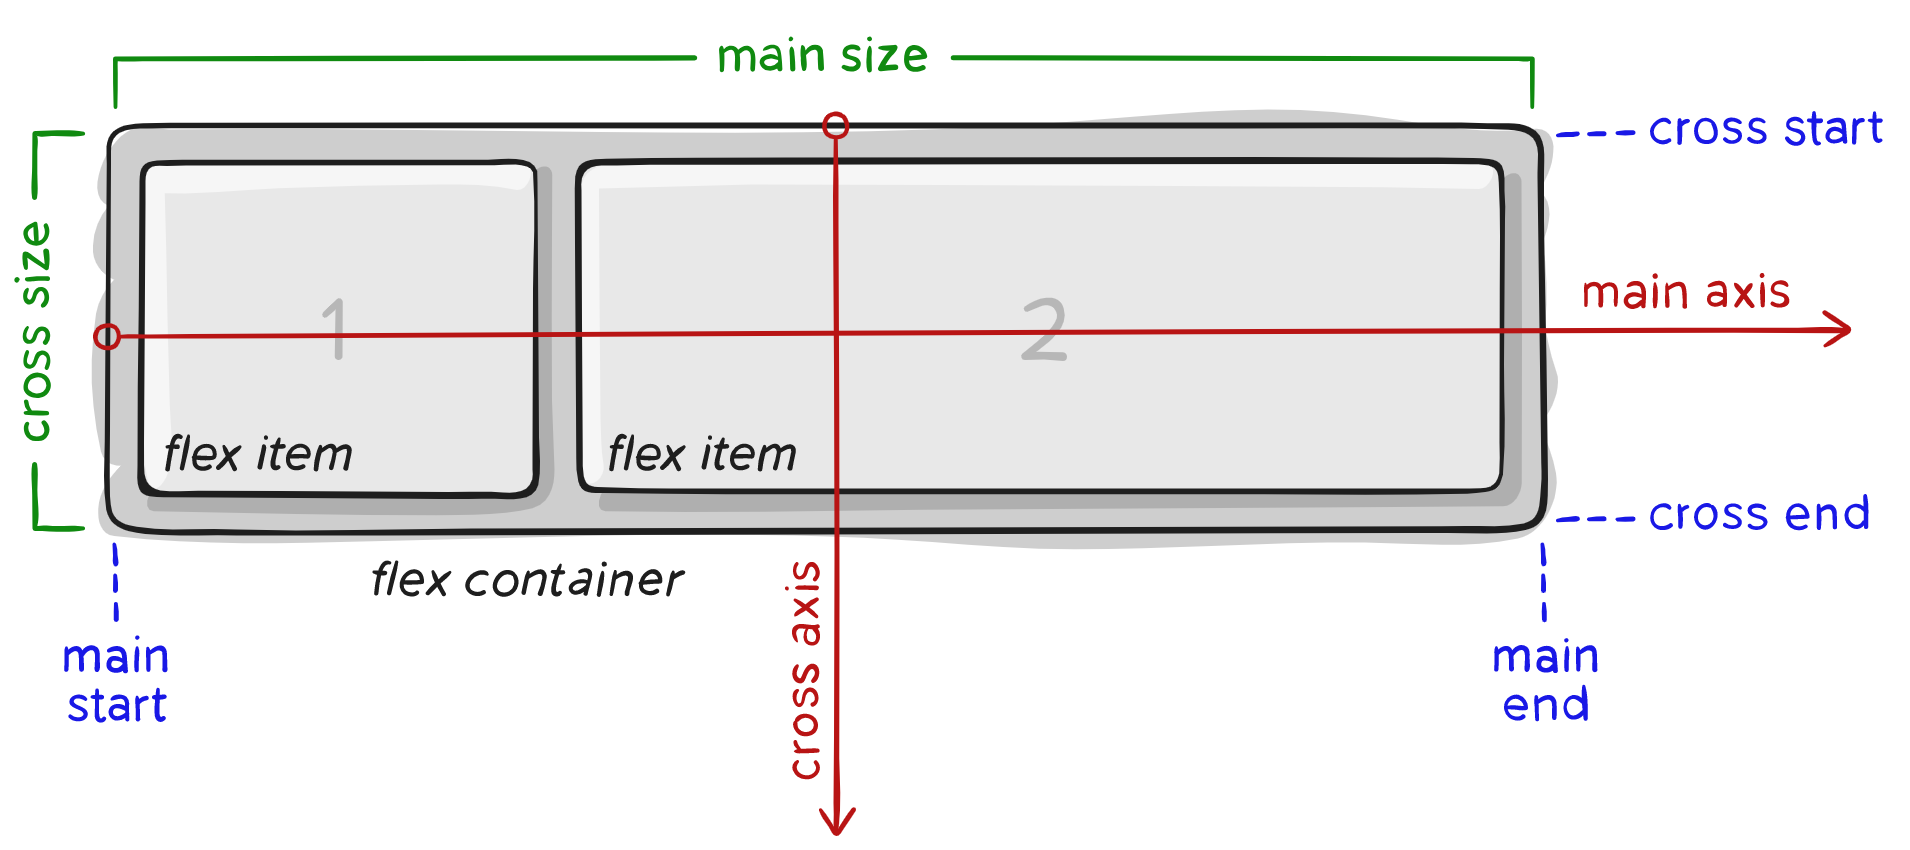 main size
cross start
cross size
main axis
1
2
flex item
flex item
cross end
flex container
cross axis
main
start
main
end